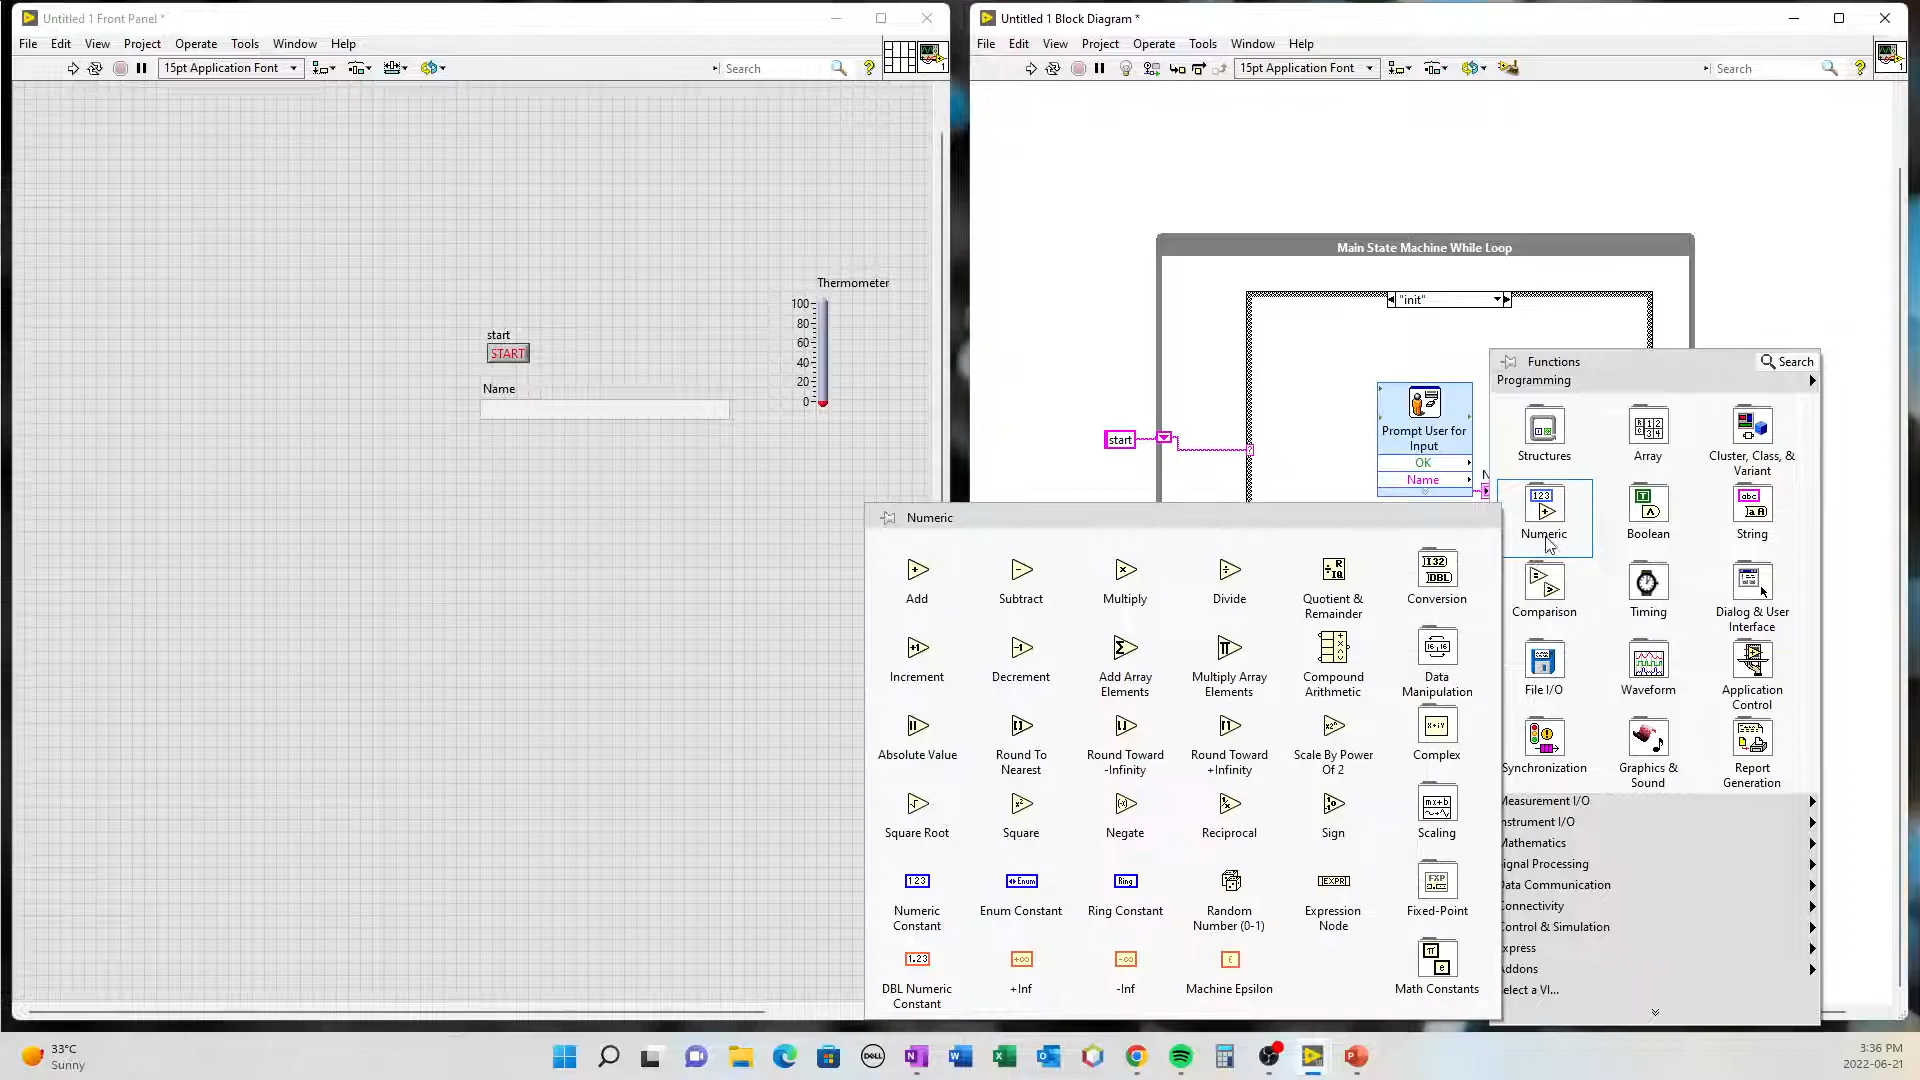 Untitled 1 Front Panel *
File Edit View Project Operate Tools Window Help
15pt Application Font
Search
Thermometer
100
80
60
40
20
0
start
START
Name
Untitled 1 Block Diagram *
File Edit View Project Operate Tools Window Help
15pt Application Font
Search
Main State Machine While Loop
"init"
start
Prompt User for
Input
OK
Name
Functions
Search
Programming
Structures
Array
Cluster, Class, &
Variant
Numeric
Boolean
String
Comparison
Timing
Dialog & User
Interface
File I/O
Waveform
Application
Control
Synchronization
Graphics &
Sound
Report
Generation
Measurement I/O
nstrument I/O
Mathematics
ignal Processing
Data Communication
Connectivity
Control & Simulation
xpress
Addons
elect a VI...
Numeric
Add
Subtract
Multiply
Divide
Quotient &
Remainder
Conversion
Increment
Decrement
Add Array
Elements
Multiply Array
Elements
Compound
Arithmetic
Data
Manipulation
Absolute Value
Round To
Nearest
Round Toward
-Infinity
Round Toward
+Infinity
Scale By Power
Of 2
Complex
Square Root
Square
Negate
Reciprocal
Sign
Scaling
Numeric
Constant
Enum Constant
Ring Constant
Random
Number (0-1)
Expression
Node
Fixed-Point
DBL Numeric
Constant
+Inf
-Inf
Machine Epsilon
Math Constants
33°C
Sunny
3:36 PM
2022-06-21